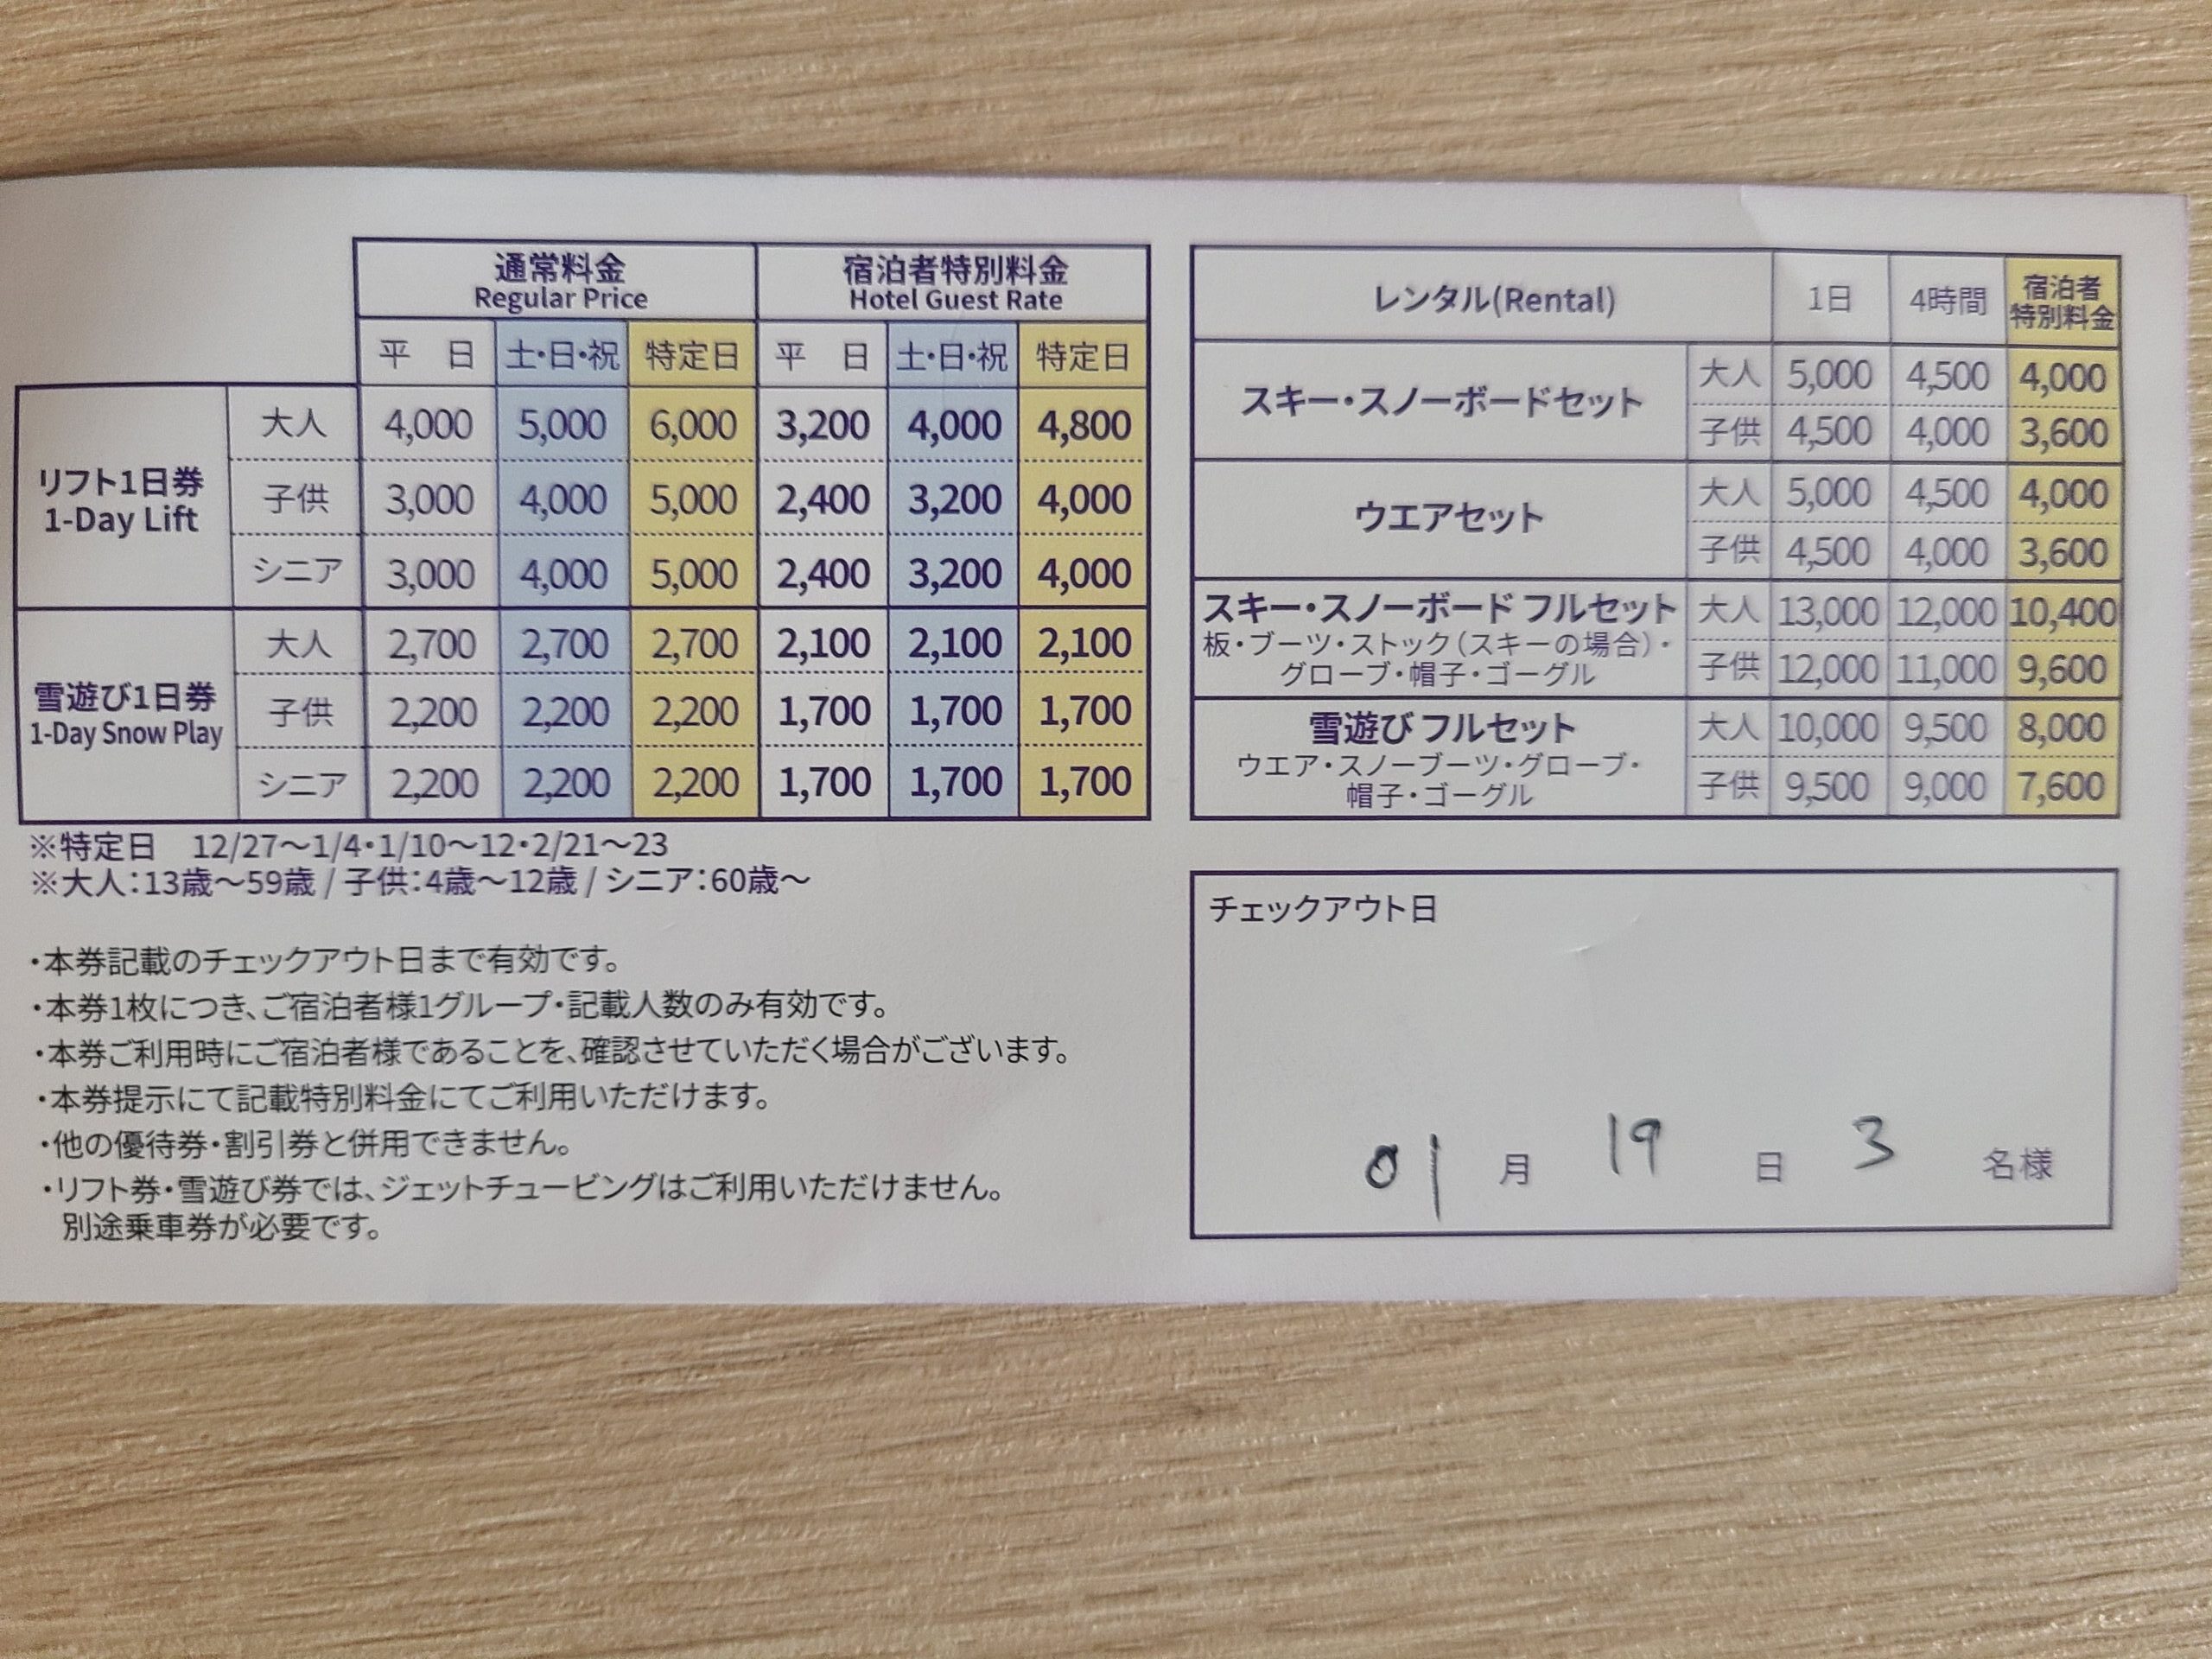 通常料金 宿泊者特別料金
Regular Price Hotel Guest Rate
平 日 土・日・祝 特定日 平 日 土・日・祝 特定日
リフト1日券
1-Day Lift
大人 4,000 5,000 6,000 3,200 4,000 4,800
子供 3,000 4,000 5,000 2,400 3,200 4,000
シニア 3,000 4,000 5,000 2,400 3,200 4,000
雪遊び1日券
1-Day Snow Play
大人 2,700 2,700 2,700 2,100 2,100 2,100
子供 2,200 2,200 2,200 1,700 1,700 1,700
シニア 2,200 2,200 2,200 1,700 1,700 1,700
※特定日 12/27～1/4・1/10～12・2/21～23
※大人：13歳～59歳 / 子供：4歳～12歳 / シニア：60歳～
・本券記載のチェックアウト日まで有効です。
・本券1枚につき、ご宿泊者様1グループ・記載人数のみ有効です。
・本券ご利用時にご宿泊者様であることを、確認させていただく場合がございます。
・本券提示にて記載特別料金にてご利用いただけます。
・他の優待券・割引券と併用できません。
・リフト券・雪遊び券では、ジェットチュービングはご利用いただけません。
別途乗車券が必要です。
レンタル(Rental) 1日 4時間 宿泊者
特別料金
スキー・スノーボードセット
大人 5,000 4,500 4,000
子供 4,500 4,000 3,600
ウエアセット
大人 5,000 4,500 4,000
子供 4,500 4,000 3,600
スキー・スノーボード フルセット
板・ブーツ・ストック（スキーの場合）・
グローブ・帽子・ゴーグル
大人 13,000 12,000 10,400
子供 12,000 11,000 9,600
雪遊び フルセット
ウエア・スノーブーツ・グローブ・
帽子・ゴーグル
大人 10,000 9,500 8,000
子供 9,500 9,000 7,600
チェックアウト日
01 月 19 日 3 名様